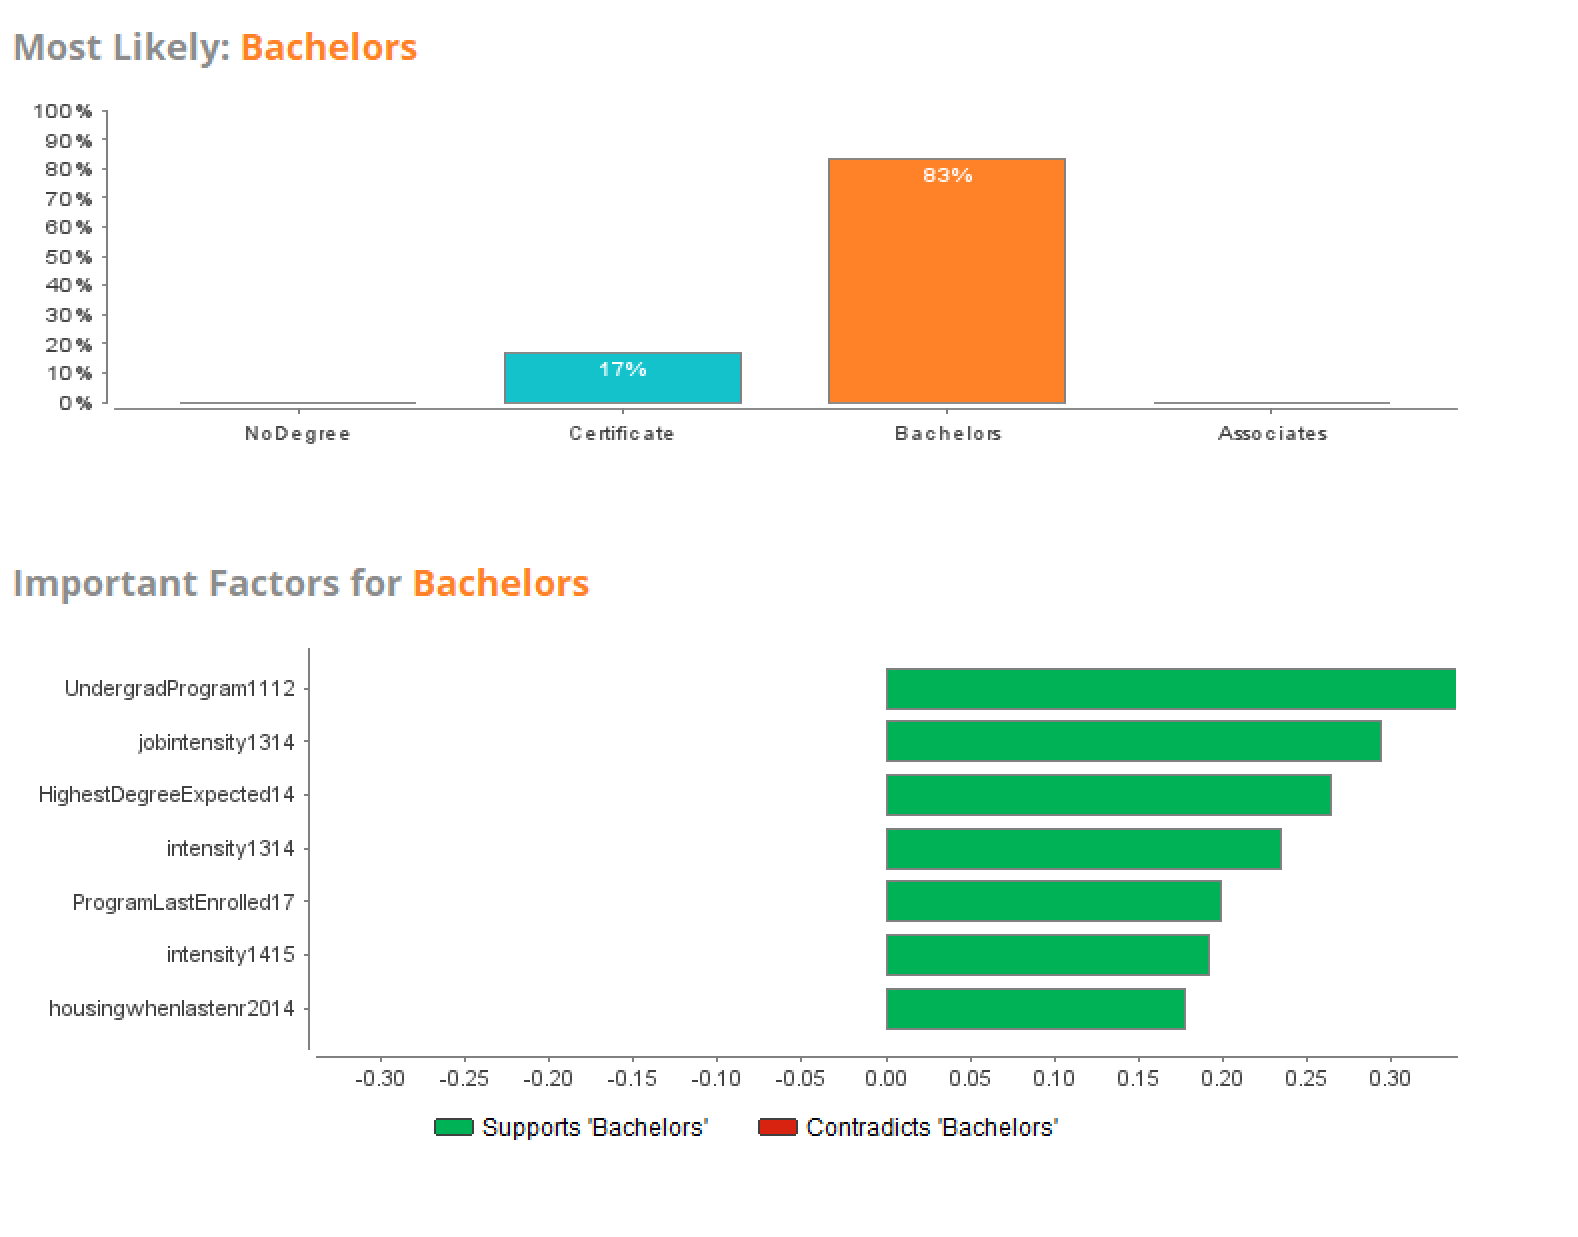 Most Likely: Bachelors
100%
90%
80%
70%
60%
50%
40%
30%
20%
10%
0%
83%
17%
NoDegree Certificate Bachelors Associates
Important Factors for Bachelors
UndergradProgram1112
jobintensity1314
HighestDegreeExpected14
intensity1314
ProgramLastEnrolled17
intensity1415
housingwhenlastenr2014
-0.30 -0.25 -0.20 -0.15 -0.10 -0.05 0.00 0.05 0.10 0.15 0.20 0.25 0.30
Supports 'Bachelors' Contradicts 'Bachelors'